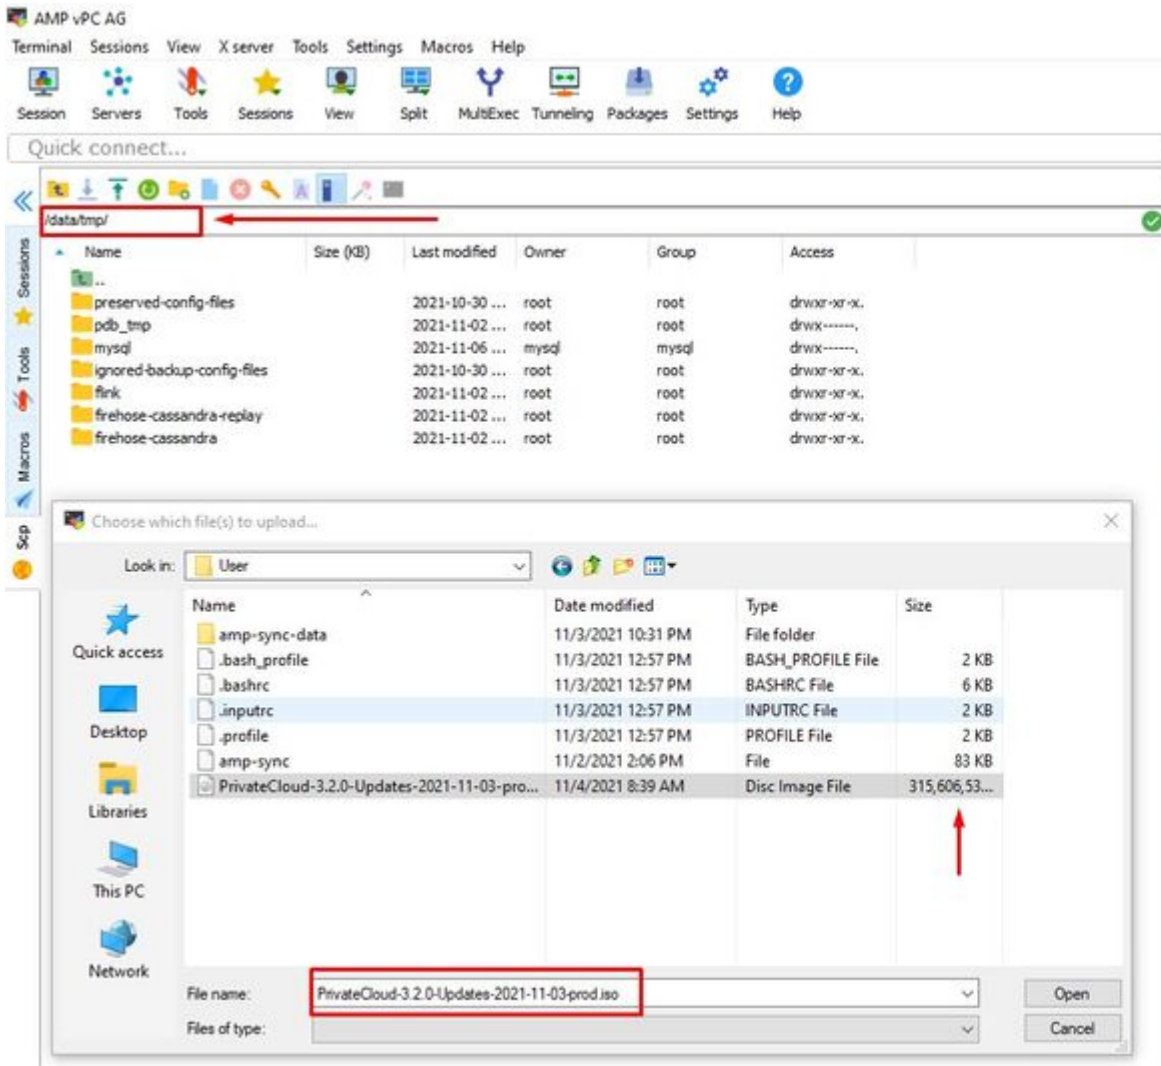 AMP vPC AG
Terminal Sessions View X server Tools Settings Macros Help
Session Servers Tools Sessions View Split MultiExec Tunneling Packages Settings Help
Quick connect...
/data/tmp/
Name Size (KB) Last modified Owner Group Access
..
preserved-config-files 2021-10-30 ... root root drwxr-xr-x.
pdb_tmp 2021-11-02 ... root root drwx------.
mysql 2021-11-06 ... mysql mysql drwx------.
ignored-backup-config-files 2021-10-30 ... root root drwxr-xr-x.
flink 2021-11-02 ... root root drwxr-xr-x.
firehose-cassandra-replay 2021-11-02 ... root root drwxr-xr-x.
firehose-cassandra 2021-11-02 ... root root drwxr-xr-x.
Sessions
Tools
Macros
Scp
Choose which file(s) to upload...
Look in: User
Name Date modified Type Size
amp-sync-data 11/3/2021 10:31 PM File folder
.bash_profile 11/3/2021 12:57 PM BASH_PROFILE File 2 KB
.bashrc 11/3/2021 12:57 PM BASHRC File 6 KB
.inputrc 11/3/2021 12:57 PM INPUTRC File 2 KB
.profile 11/3/2021 12:57 PM PROFILE File 2 KB
amp-sync 11/2/2021 2:06 PM File 83 KB
PrivateCloud-3.2.0-Updates-2021-11-03-pro... 11/4/2021 8:39 AM Disc Image File 315,606,53...
Quick access
Desktop
Libraries
This PC
Network
File name: PrivateCloud-3.2.0-Updates-2021-11-03-prod.iso Open
Files of type: Cancel